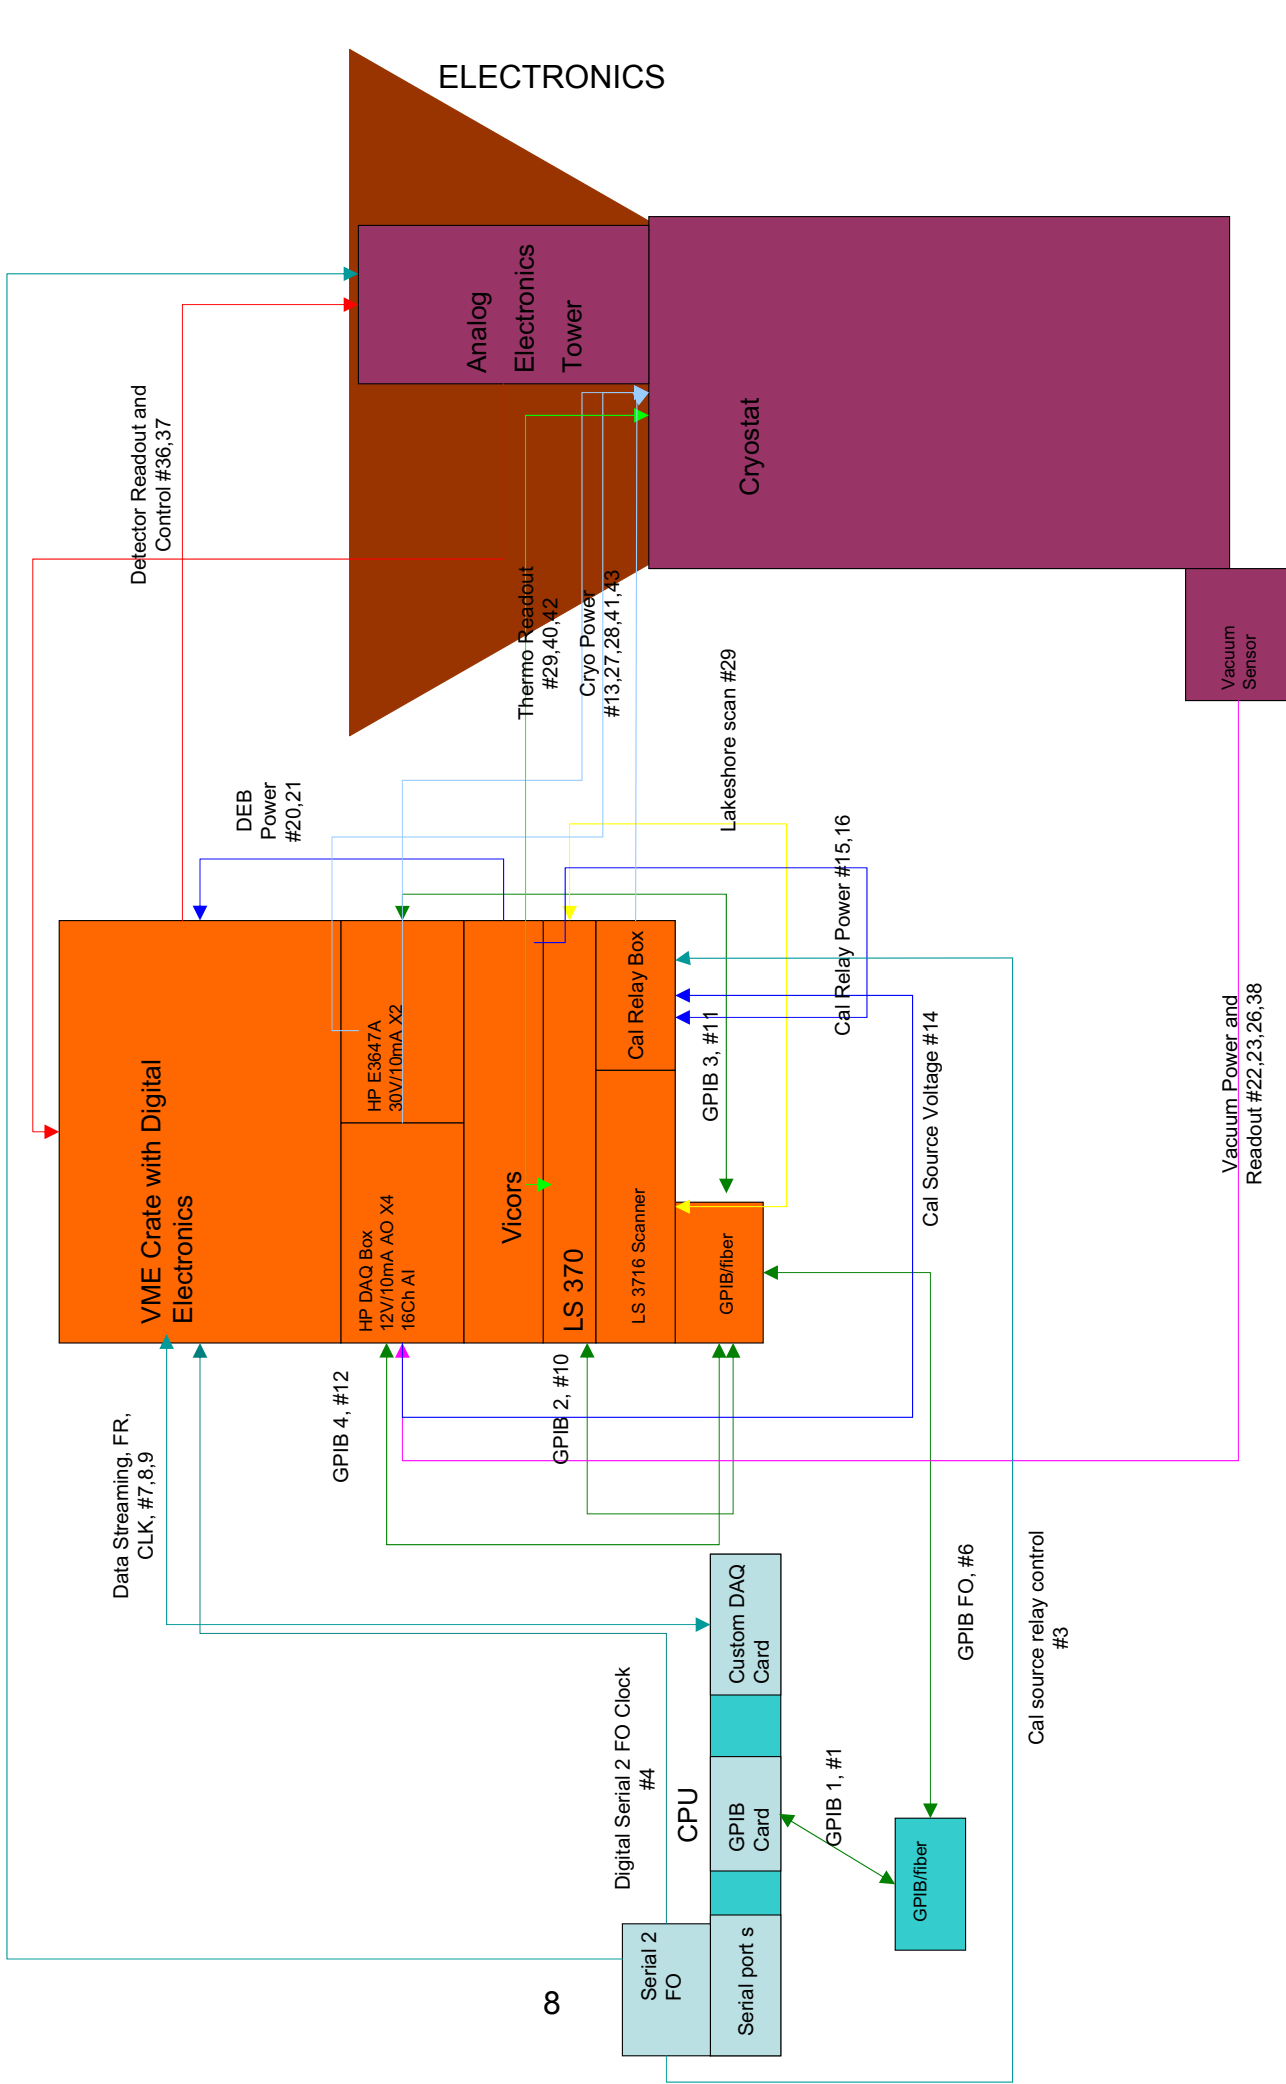 ELECTRONICS
Analog
Electronics
Tower
Cryostat
Vacuum
Sensor
Detector Readout and
Control #36,37
Thermo Readout
#29,40,42
Cryo Power
#13,27,28,41,43
Lakeshore scan #29
DEB
Power
#20,21
Cal Relay Power #15,16
VME Crate with Digital
Electronics
HP E3647A
30V/10mA X2
HP DAQ Box
12V/10mA AO X4
16Ch AI
Vicors
LS 370
Cal Relay Box
LS 3716 Scanner
GPIB/fiber
GPIB 3, #11
Cal Source Voltage #14
Vacuum Power and
Readout #22,23,26,38
Data Streaming, FR,
CLK, #7,8,9
GPIB 4, #12
GPIB 2, #10
Custom DAQ
Card
GPIB FO, #6
Cal source relay control
#3
Digital Serial 2 FO Clock
#4
CPU
GPIB
Card
GPIB 1, #1
GPIB/fiber
Serial 2
FO
Serial port s
8